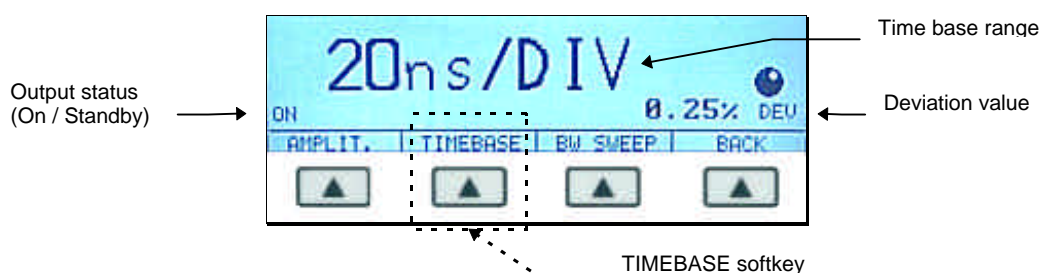 Time base range
20ns/DIV
Output status
(On / Standby)
Deviation value
ON
0.25% DEV
AMPLIT. | TIMEBASE | BW SWEEP | BACK
TIMEBASE softkey